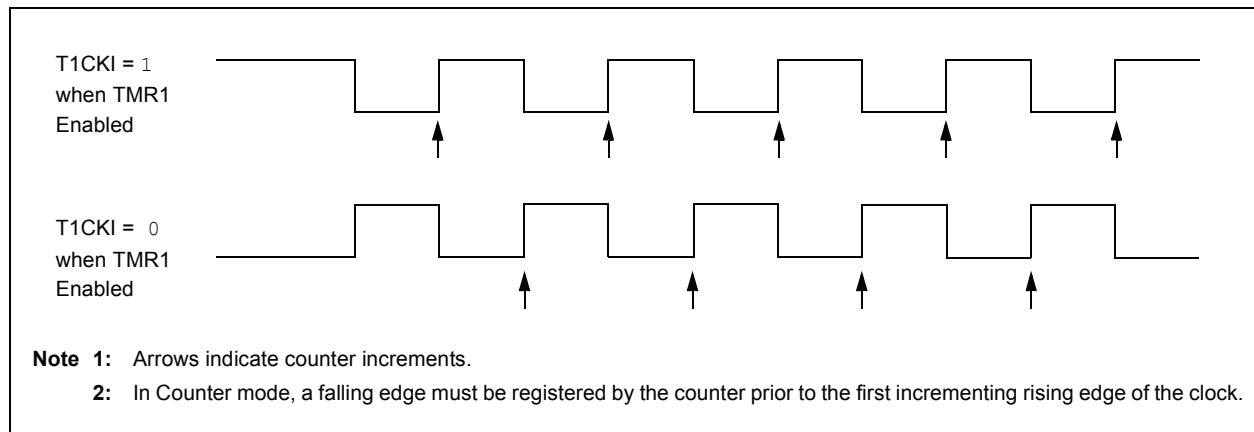 T1CKI = 1
when TMR1
Enabled
T1CKI = 0
when TMR1
Enabled
Note 1: Arrows indicate counter increments.
2: In Counter mode, a falling edge must be registered by the counter prior to the first incrementing rising edge of the clock.